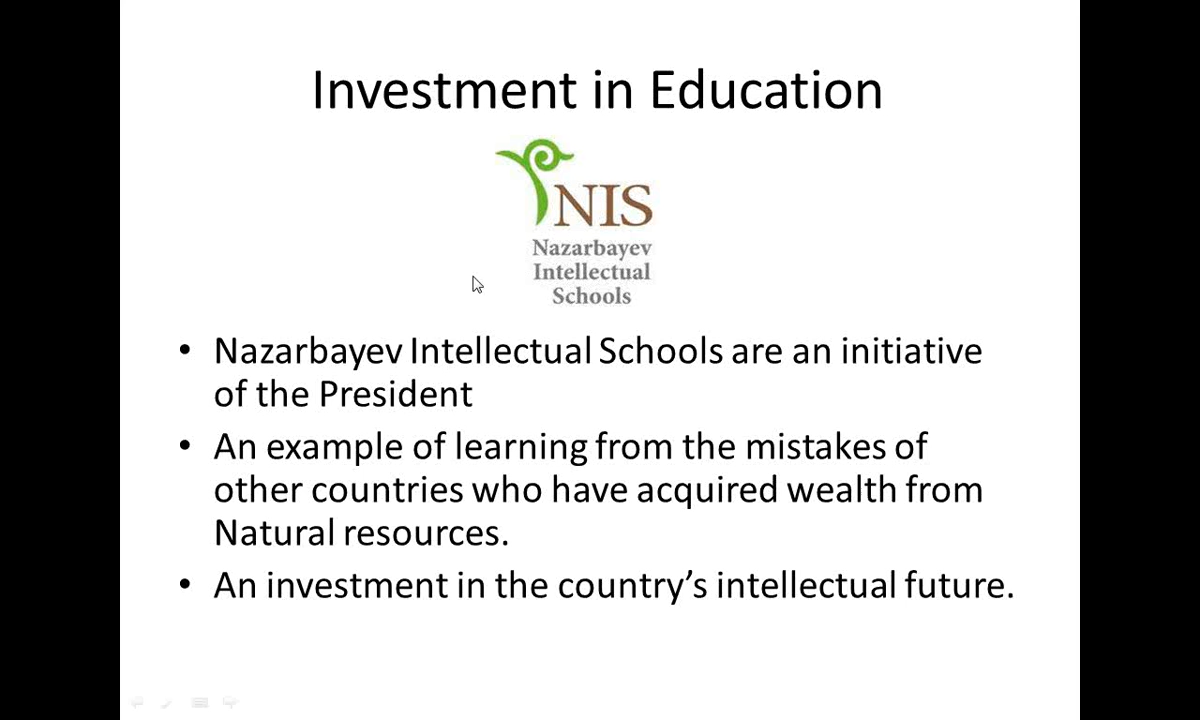 Investment in Education
NIS
Nazarbayev
Intellectual
Schools
• Nazarbayev Intellectual Schools are an initiative
of the President
• An example of learning from the mistakes of
other countries who have acquired wealth from
Natural resources.
• An investment in the country’s intellectual future.